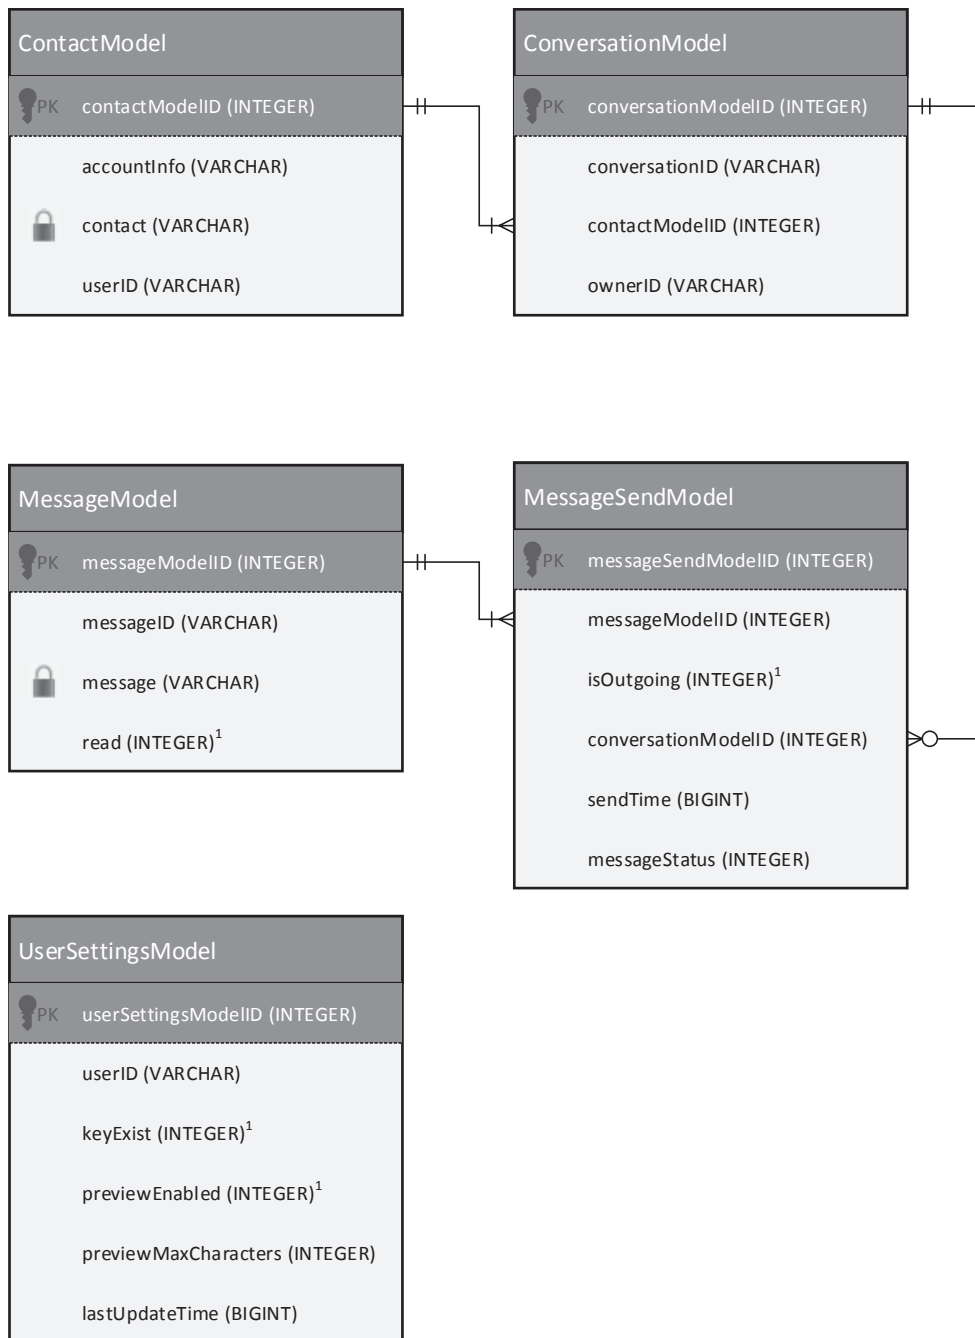 ContactModel
PK contactModelID (INTEGER)
accountInfo (VARCHAR)
contact (VARCHAR)
userID (VARCHAR)
ConversationModel
PK conversationModelID (INTEGER)
conversationID (VARCHAR)
contactModelID (INTEGER)
ownerID (VARCHAR)
MessageModel
PK messageModelID (INTEGER)
messageID (VARCHAR)
message (VARCHAR)
read (INTEGER)¹
MessageSendModel
PK messageSendModelID (INTEGER)
messageModelID (INTEGER)
isOutgoing (INTEGER)¹
conversationModelID (INTEGER)
sendTime (BIGINT)
messageStatus (INTEGER)
UserSettingsModel
PK userSettingsModelID (INTEGER)
userID (VARCHAR)
keyExist (INTEGER)¹
previewEnabled (INTEGER)¹
previewMaxCharacters (INTEGER)
lastUpdateTime (BIGINT)